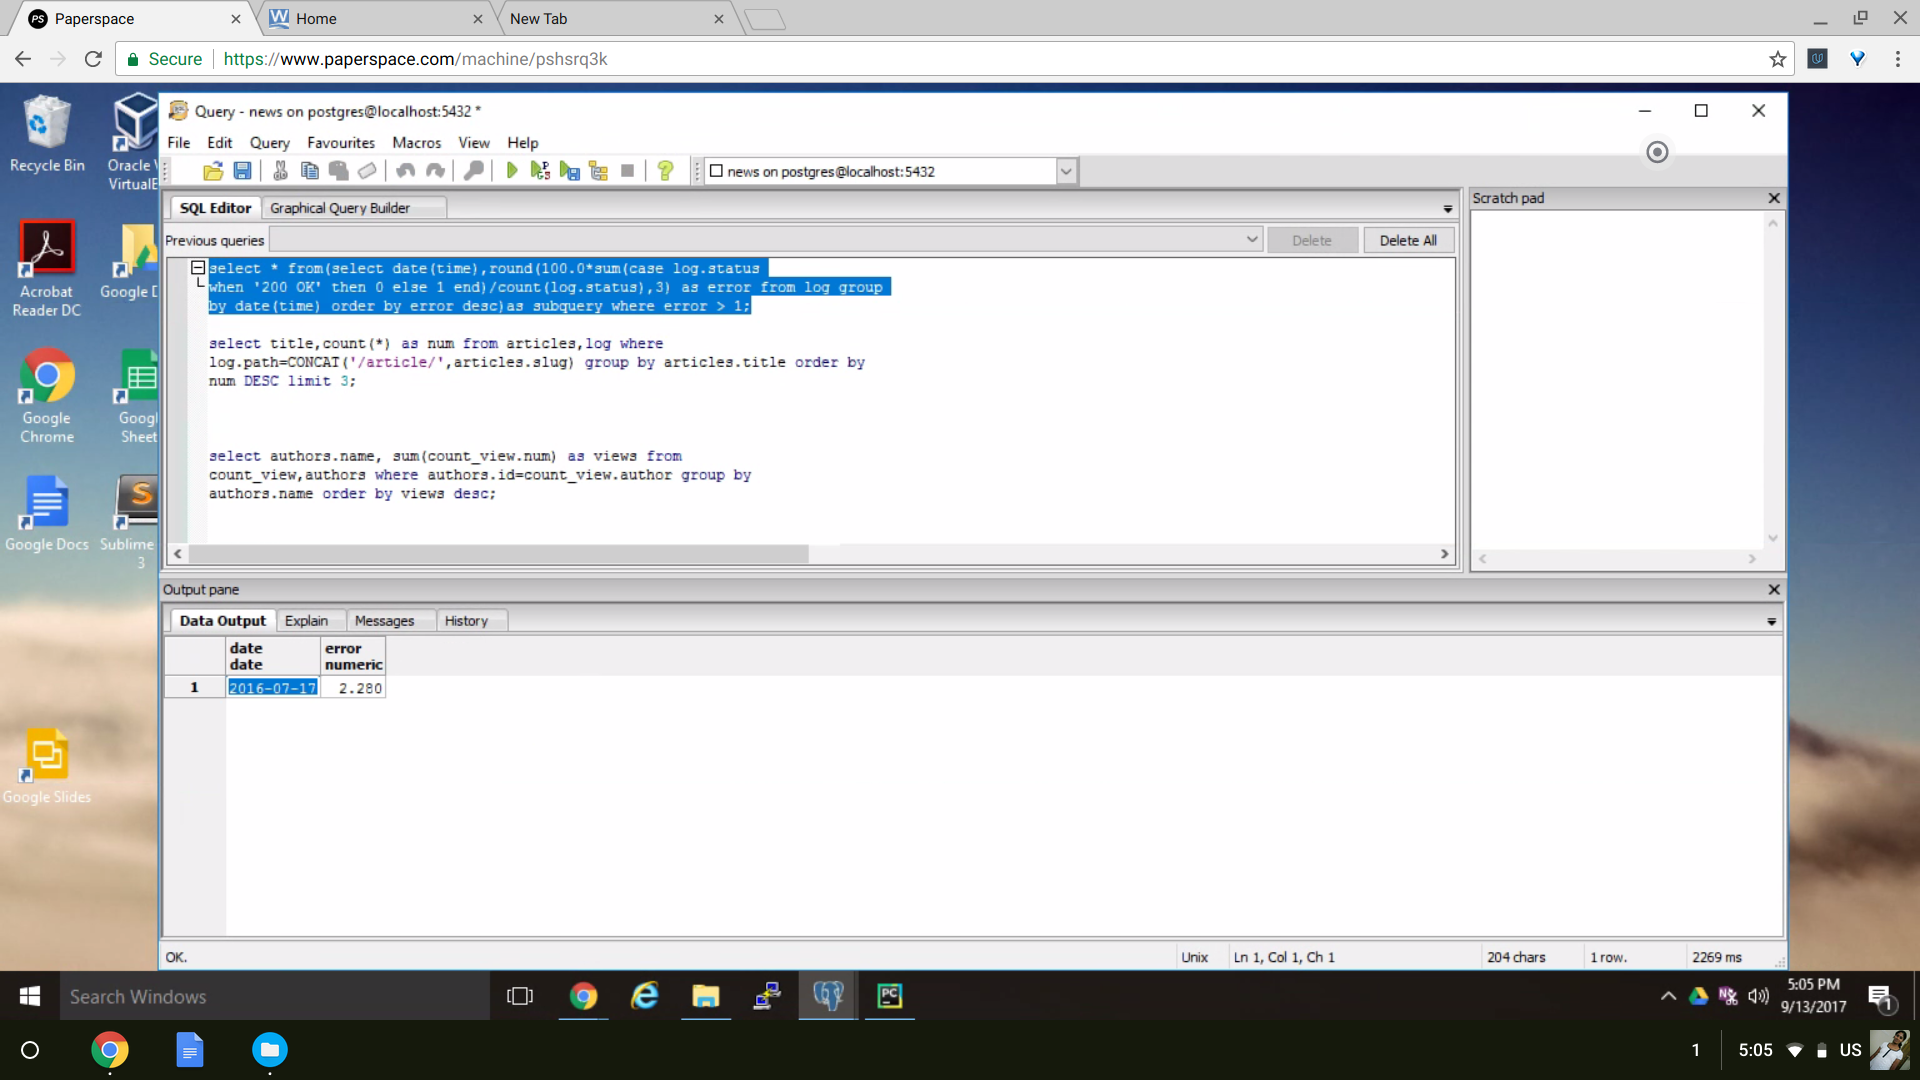 PS Paperspace
W Home
New Tab
Secure
https://www.paperspace.com/machine/pshsrq3k
Query - news on postgres@localhost:5432 *
File Edit Query Favourites Macros View Help
news on postgres@localhost:5432
SQL Editor Graphical Query Builder
Scratch pad
Previous queries Delete Delete All
select * from(select date(time),round(100.0*sum(case log.status
when '200 OK' then 0 else 1 end)/count(log.status),3) as error from log group
by date(time) order by error desc)as subquery where error > 1;
select title,count(*) as num from articles,log where
log.path=CONCAT('/article/',articles.slug) group by articles.title order by
num DESC limit 3;
select authors.name, sum(count_view.num) as views from
count_view,authors where authors.id=count_view.author group by
authors.name order by views desc;
Output pane
Data Output Explain Messages History
date error
date numeric
1 2016-07-17 2.280
OK. Unix Ln 1, Col 1, Ch 1 204 chars 1 row. 2269 ms
Recycle Bin
Oracle
VirtualB
Acrobat
Reader DC
Google D
Google
Chrome
Googl
Sheet
Google Docs
Sublime
3
Google Slides
Search Windows
PC
5:05 PM
9/13/2017
1
1 5:05 US